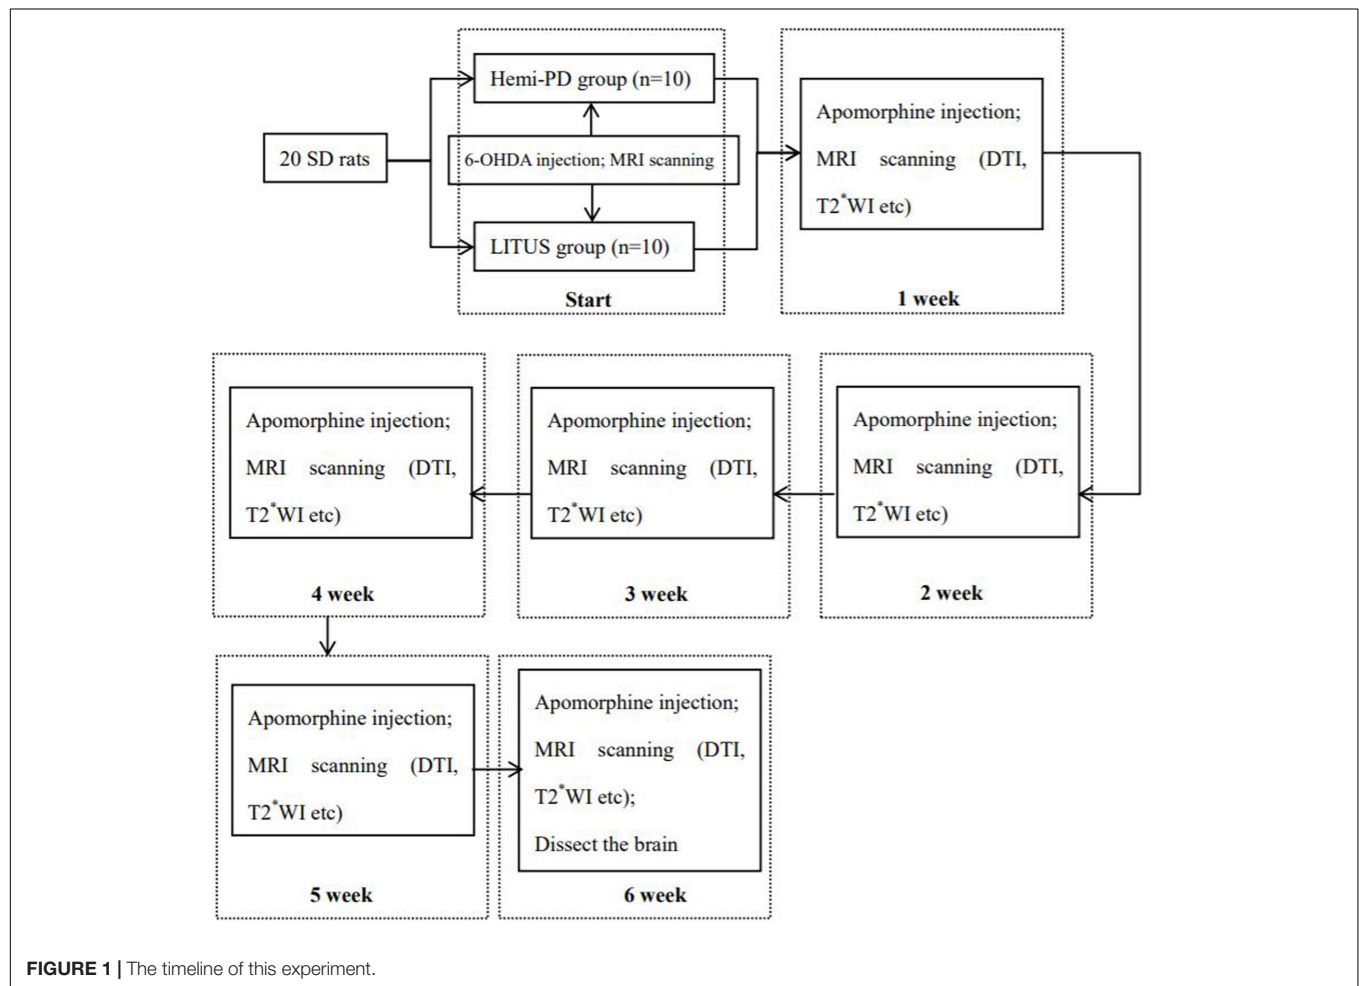 Hemi-PD group (n=10)
20 SD rats
6-OHDA injection; MRI scanning
LITUS group (n=10)
Start
Apomorphine injection;
MRI scanning (DTI,
T2*WI etc)
1 week
Apomorphine injection;
MRI scanning (DTI,
T2*WI etc)
2 week
Apomorphine injection;
MRI scanning (DTI,
T2*WI etc)
3 week
Apomorphine injection;
MRI scanning (DTI,
T2*WI etc)
4 week
Apomorphine injection;
MRI scanning (DTI,
T2*WI etc)
5 week
Apomorphine injection;
MRI scanning (DTI,
T2*WI etc);
Dissect the brain
6 week
FIGURE 1 | The timeline of this experiment.